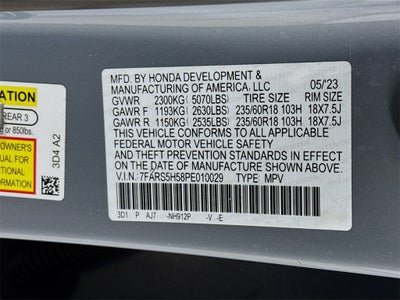 MFD. BY HONDA DEVELOPMENT & 05/'23
MANUFACTURING OF AMERICA, LLC
GVWR 2300KG (5070LBS) TIRE SIZE RIM SIZE
GAWR F 1193KG (2630LBS) 235/60R18 103H 18X7.5J
GAWR R 1150KG (2535LBS) 235/60R18 103H 18X7.5J
THIS VEHICLE CONFORMS TO ALL APPLICABLE
FEDERAL MOTOR VEHICLE SAFETY
AND THEFT PREVENTION STANDARDS IN EFFECT
ON THE DATE OF MANUFACTURE SHOWN ABOVE.
V.I.N. 7FARS5H58PE010029 TYPE: MPV
3D1 P AJ7 -NH912P -V -E
ATION
REAR 3
or 850lbs.
OWNER'S
UAL FOR
ITIONAL
RMATION
3D4 A2